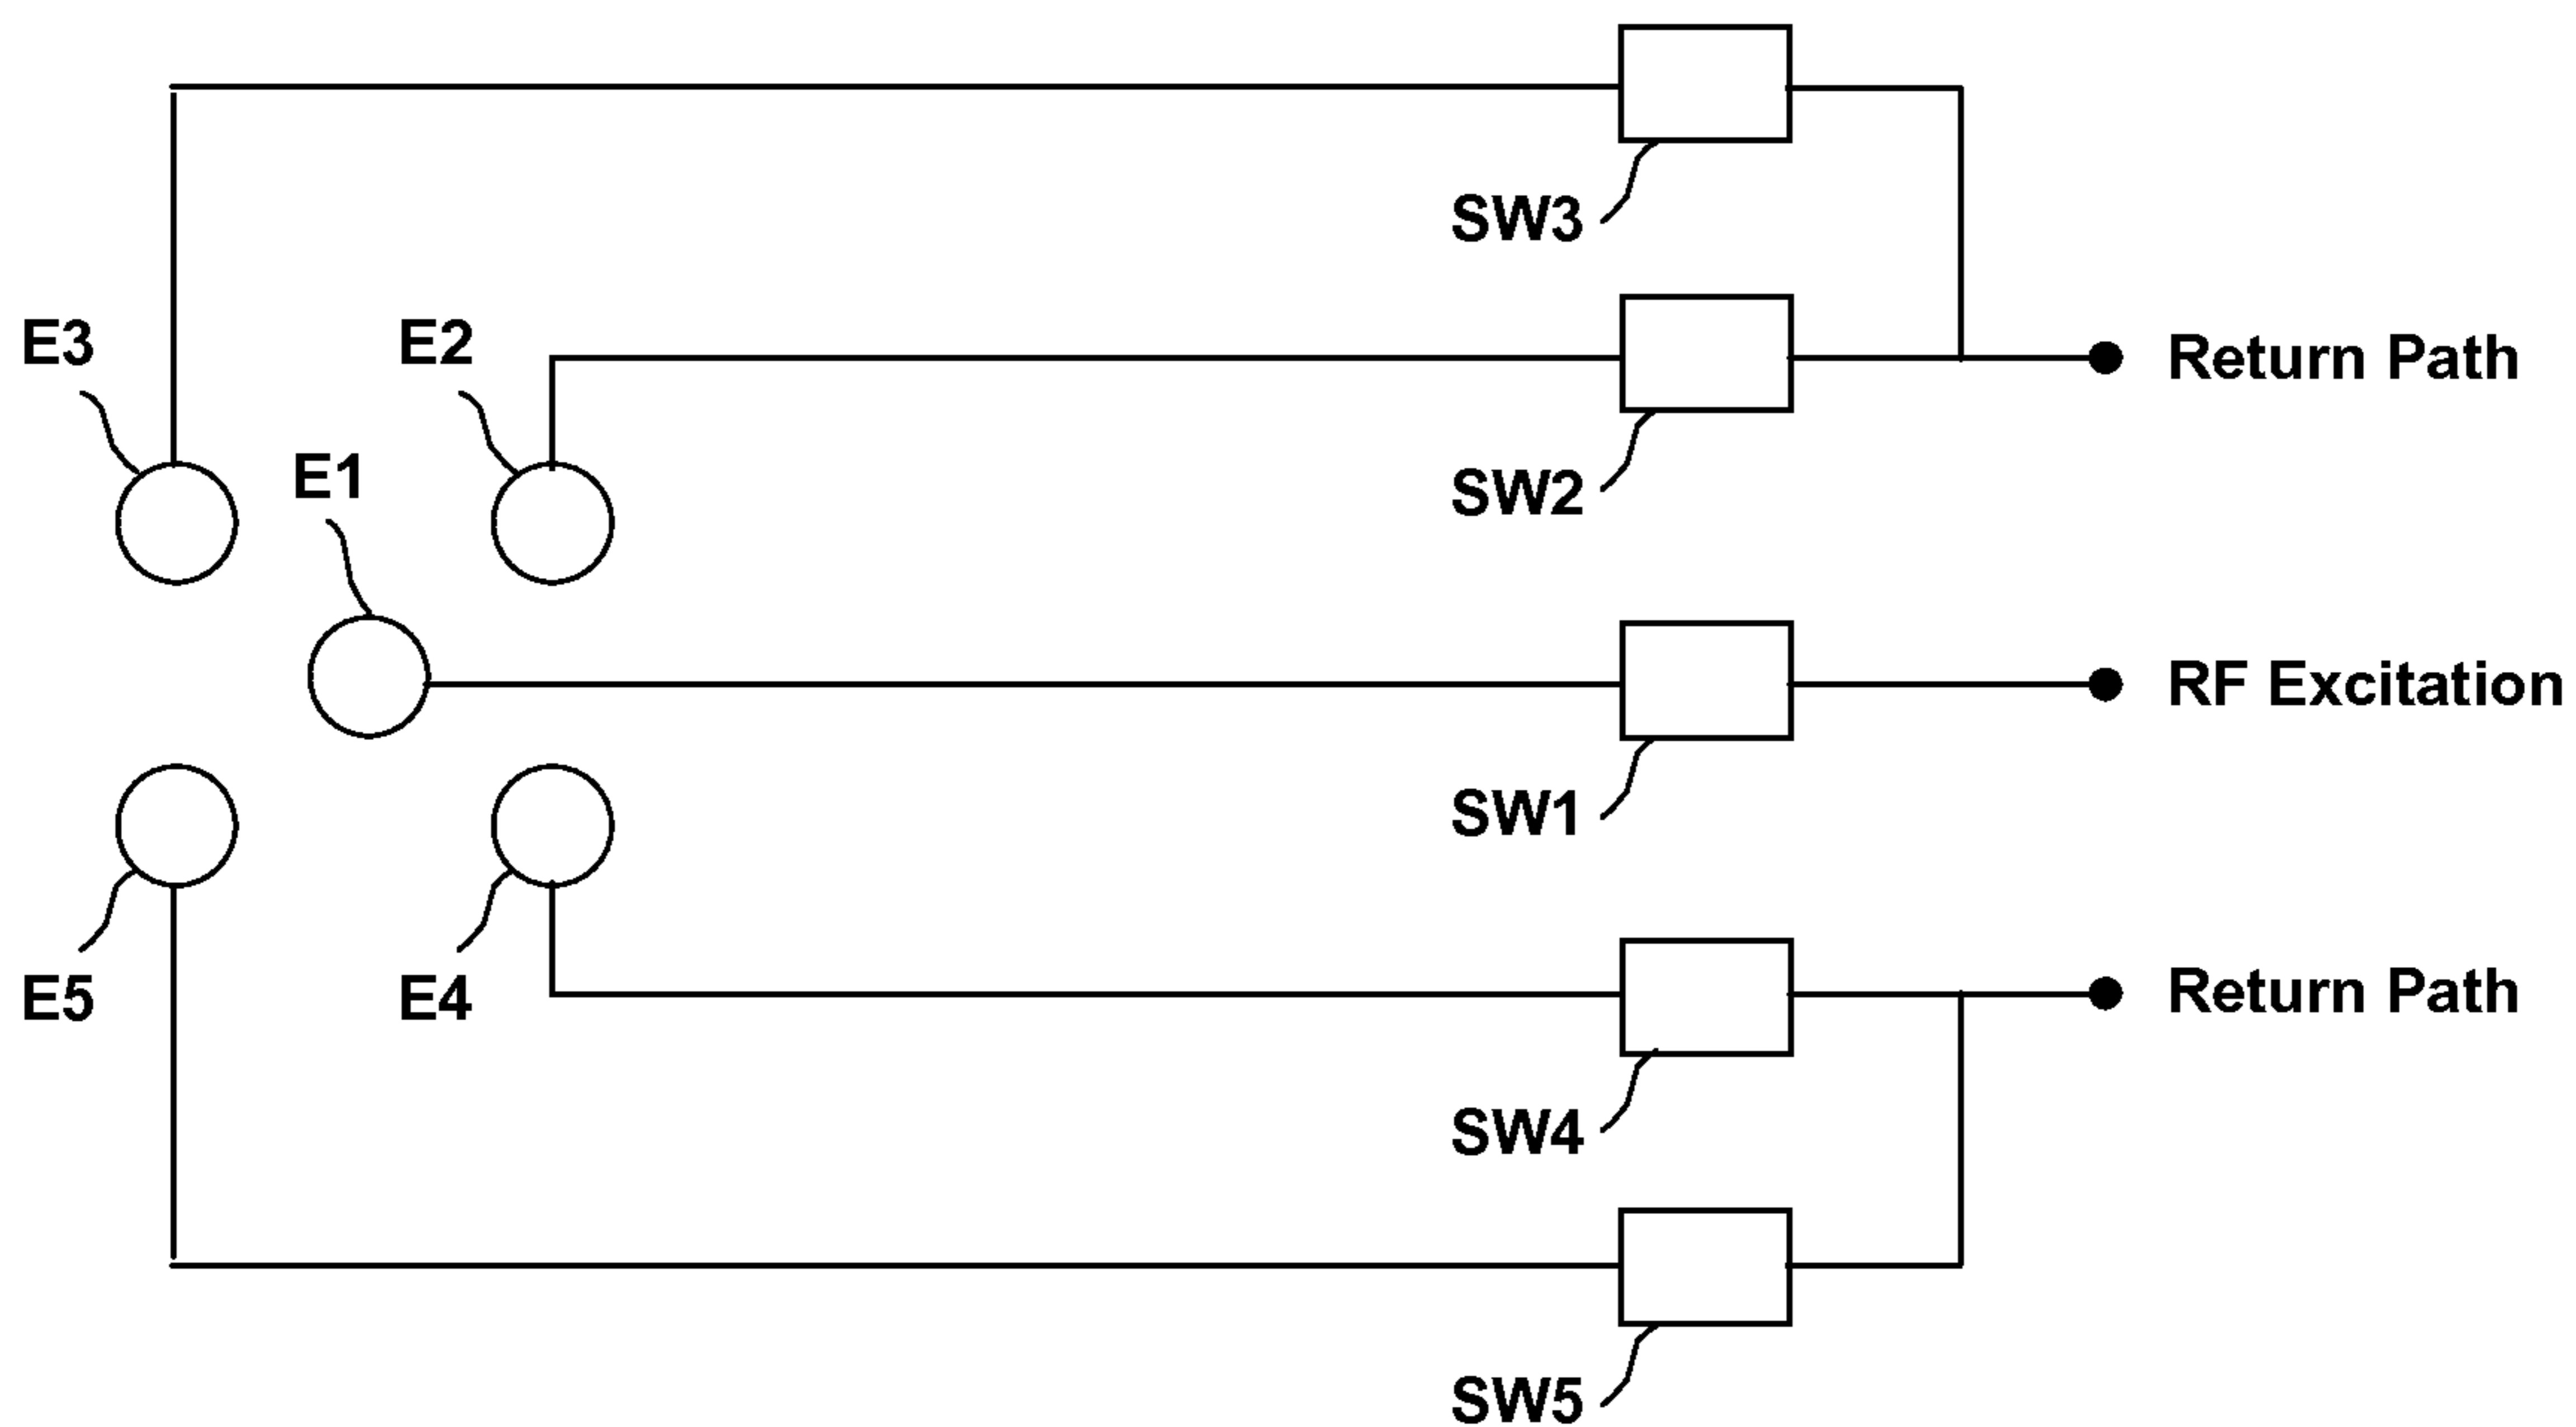 SW3
E3
E2
Return Path
E1
SW2
RF Excitation
SW1
E5
E4
Return Path
SW4
SW5